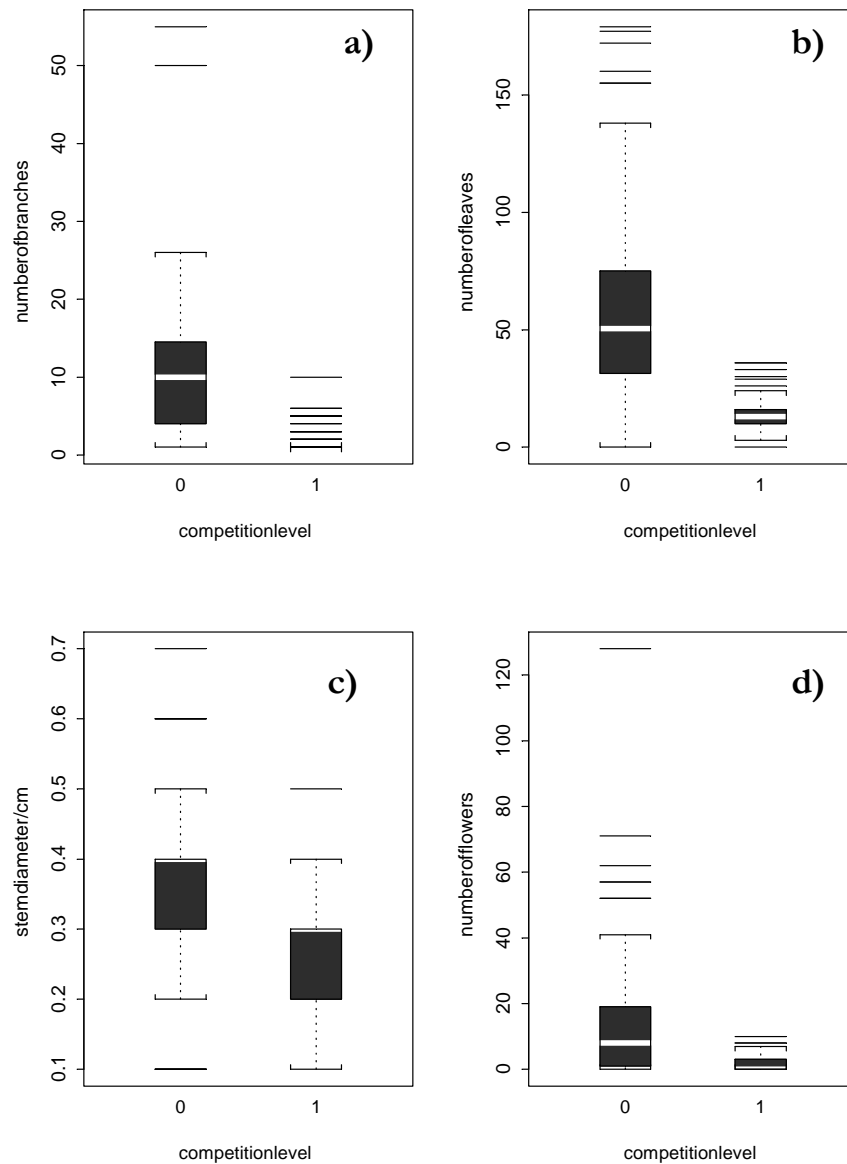 a)
numberofbranches
50
40
30
20
10
0
0 1
competitionlevel
b)
numberofleaves
150
100
50
0
0 1
competitionlevel
c)
stemdiameter/cm
0.7
0.6
0.5
0.4
0.3
0.2
0.1
0 1
competitionlevel
d)
numberofflowers
120
100
80
60
40
20
0
0 1
competitionlevel